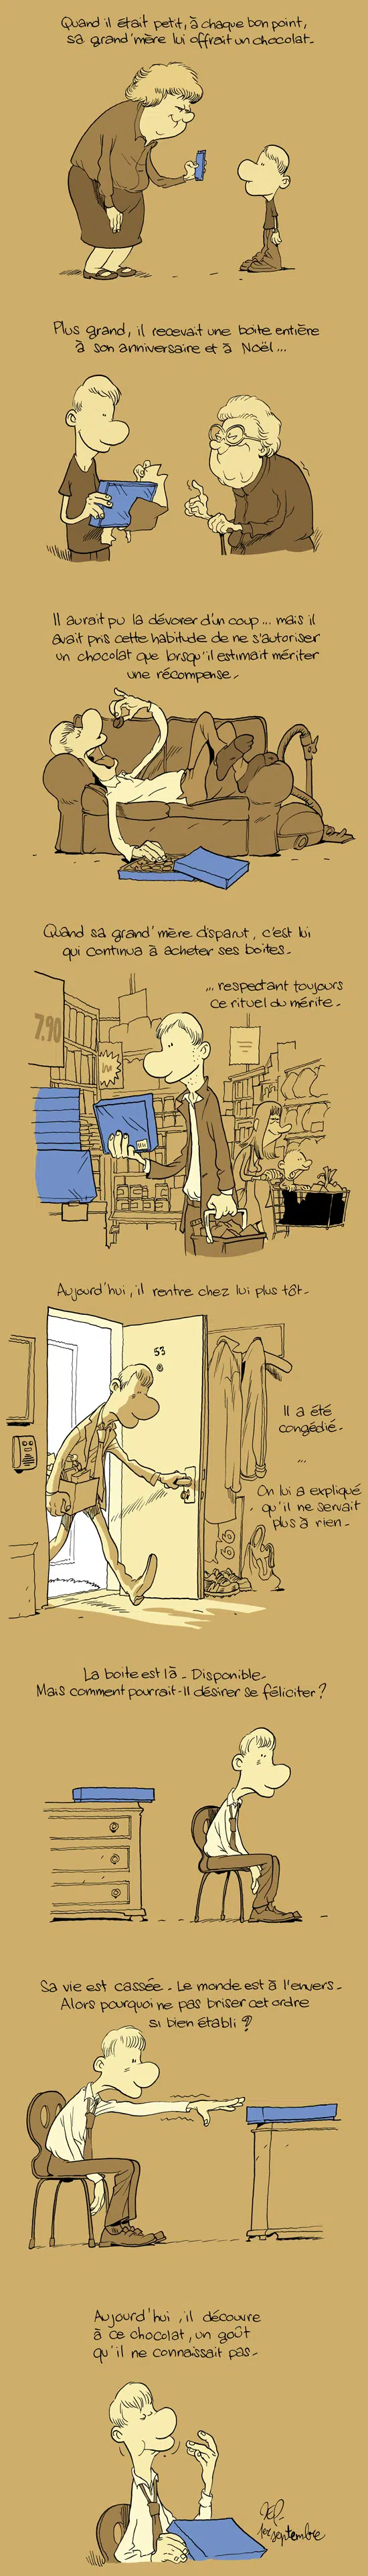 Quand il était petit, à chaque bon point,
sa grand'mère lui offrait un chocolat.
Plus grand, il recevait une boite entière
à son anniversaire et à Noël...
Il aurait pu la dévorer d'un coup... mais il
avait pris cette habitude de ne s'autoriser
un chocolat que lorsqu'il estimait mériter
une récompense.
Quand sa grand'mère disparut, c'est lui
qui continua à acheter ses boites.
... respectant toujours
ce rituel du mérite.
7.90
Aujourd'hui, il rentre chez lui plus tôt.
53
Il a été
congédié.
...
On lui a expliqué
qu'il ne servait
plus à rien.
La boite est là. Disponible.
Mais comment pourrait-il désirer se féliciter ?
Sa vie est cassée. Le monde est à l'envers.
Alors pourquoi ne pas briser cet ordre
si bien établi ?
Aujourd'hui, il découvre
à ce chocolat, un goût
qu'il ne connaissait pas.
1er septembre